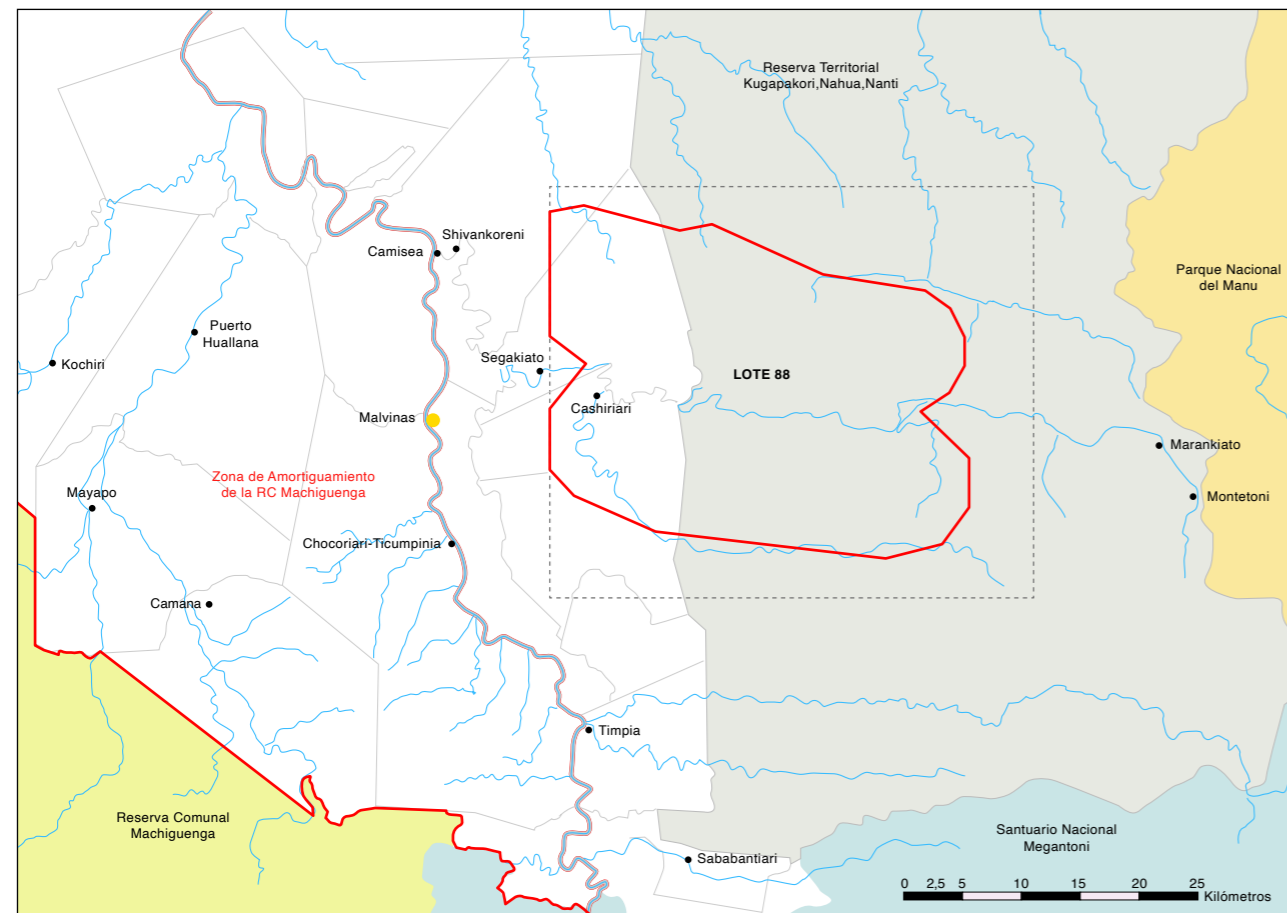 Reserva Territorial
Kugapakori,Nahua,Nanti
Shivankoreni
Camisea
Parque Nacional
del Manu
Puerto
Huallana
Kochiri
Segakiato
LOTE 88
Cashiriari
Malvinas
Marankiato
Zona de Amortiguamiento
de la RC Machiguenga
Mayapo
Montetoni
Chocoriari-Ticumpinia
Camana
Timpia
Reserva Comunal
Machiguenga
Santuario Nacional
Megantoni
Sababantiari
0 2,5 5 10 15 20 25
Kilómetros